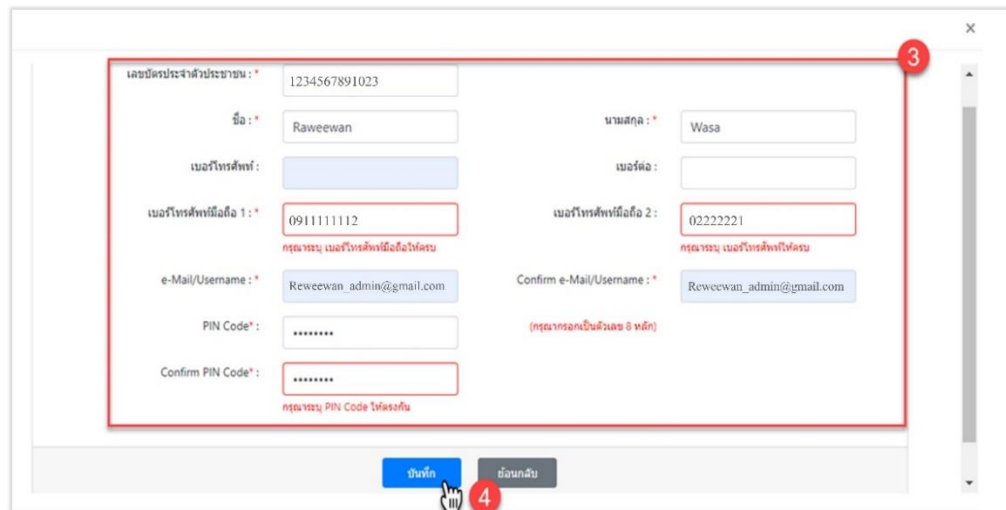 ×
3
เลขบัตรประจำตัวประชาชน : * 1234567891023
ชื่อ : * Raweewan นามสกุล : * Wasa
เบอร์โทรศัพท์ : เบอร์ต่อ :
เบอร์โทรศัพท์มือถือ 1 : * 0911111112 เบอร์โทรศัพท์มือถือ 2 : 02222221
กรุณาระบุ เบอร์โทรศัพท์มือถือให้ครบ กรุณาระบุ เบอร์โทรศัพท์ให้ครบ
e-Mail/Username : * Reweewan_admin@gmail.com Confirm e-Mail/Username : * Reweewan_admin@gmail.com
PIN Code* : •••••••• (กรุณากรอกเป็นตัวเลข 8 หลัก)
Confirm PIN Code* : ••••••••
กรุณาระบุ PIN Code ให้ตรงกัน
บันทึก ย้อนกลับ
4